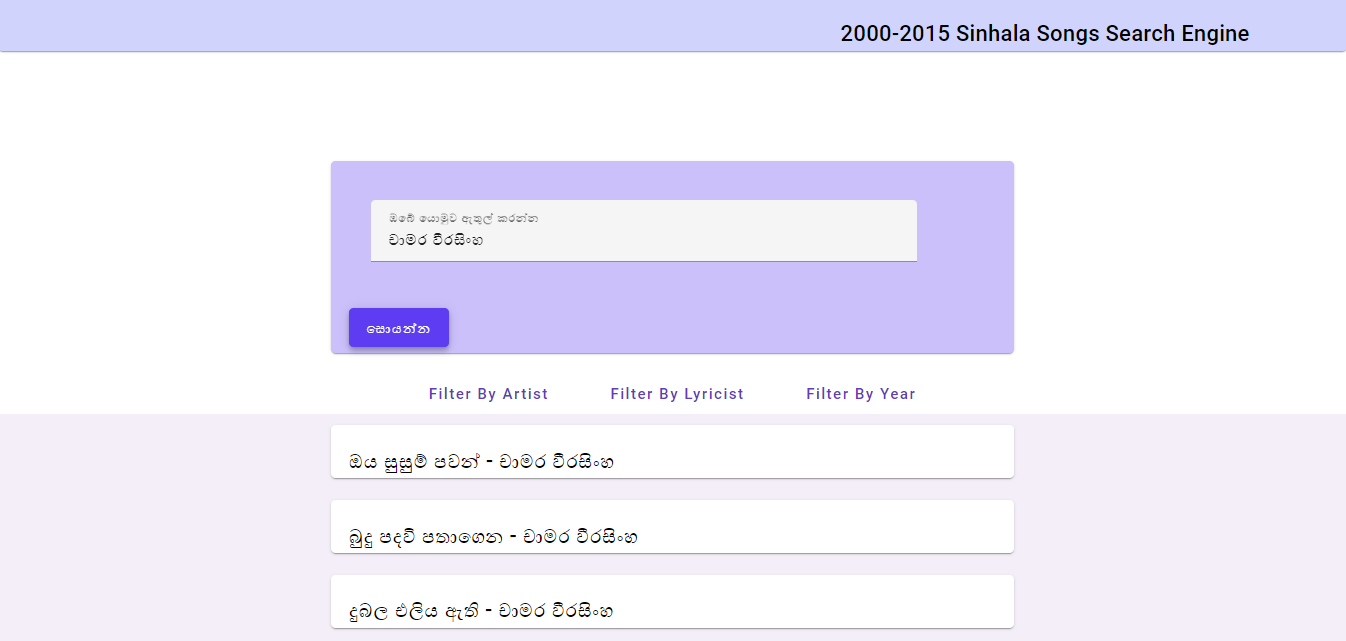 2000-2015 Sinhala Songs Search Engine
ඔබේ යොමුව ඇතුල් කරන්න
චාමර වීරසිංහ
සොයන්න
Filter By Artist Filter By Lyricist Filter By Year
ඔය සුසුම් පවන් - චාමර වීරසිංහ
බුදු පදවි පතාගෙන - චාමර වීරසිංහ
දුබල එලිය ඇති - චාමර වීරසිංහ